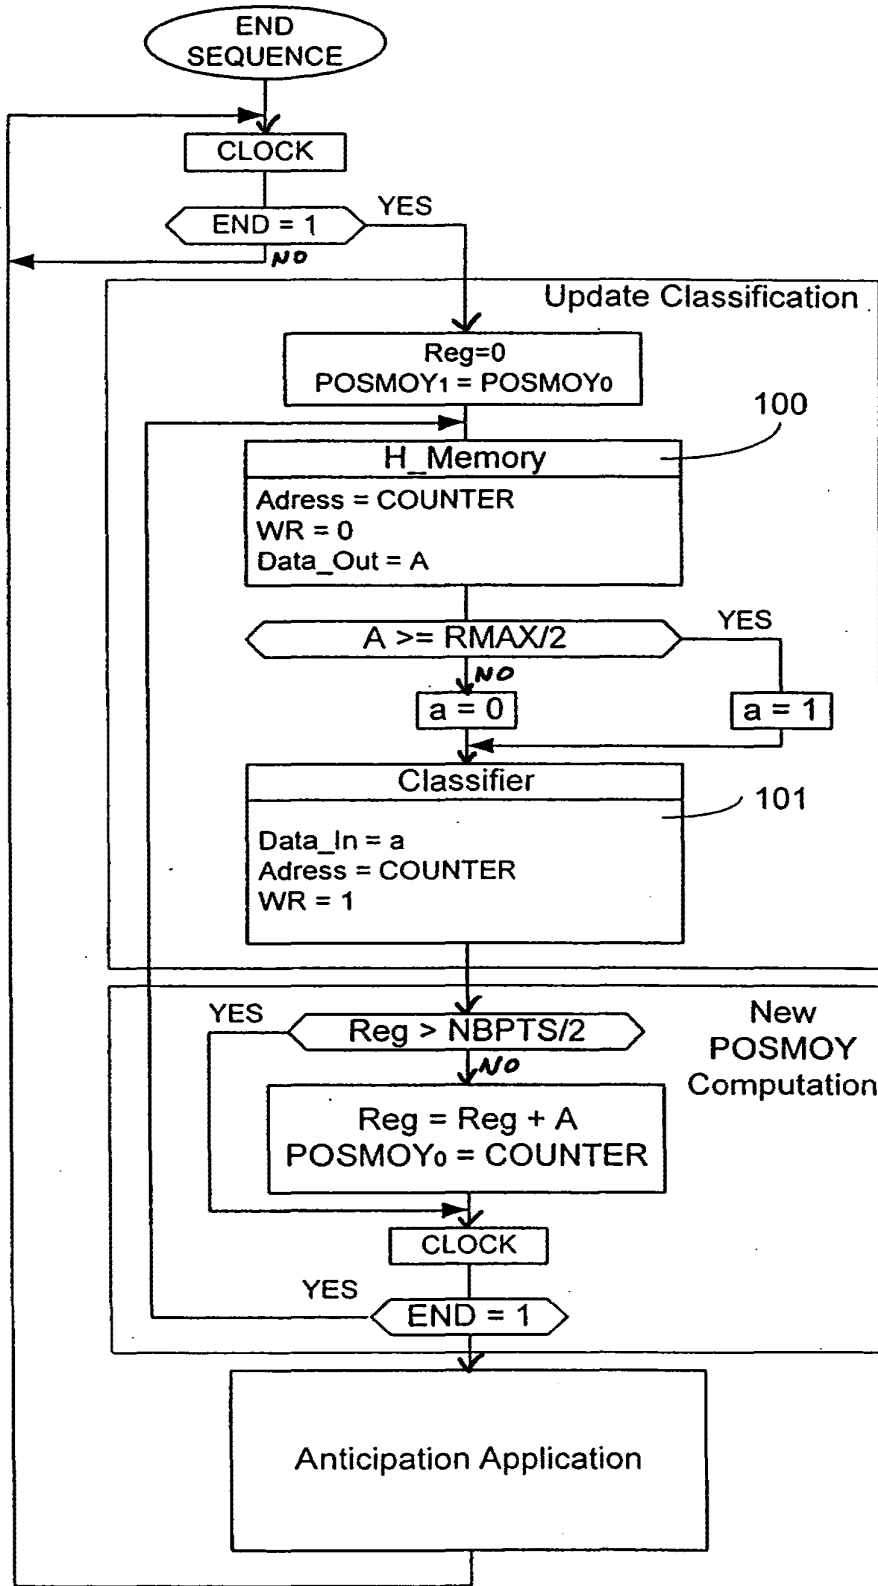 END
SEQUENCE
CLOCK
END = 1
YES
NO
Update Classification
Reg=0
POSMOY1 = POSMOY0
100
H_Memory
Adress = COUNTER
WR = 0
Data_Out = A
A >= RMAX/2
YES
NO
a = 0
a = 1
Classifier
101
Data_In = a
Adress = COUNTER
WR = 1
YES
Reg > NBPTS/2
NO
New
POSMOY
Computation
Reg = Reg + A
POSMOY0 = COUNTER
CLOCK
YES
END = 1
Anticipation Application